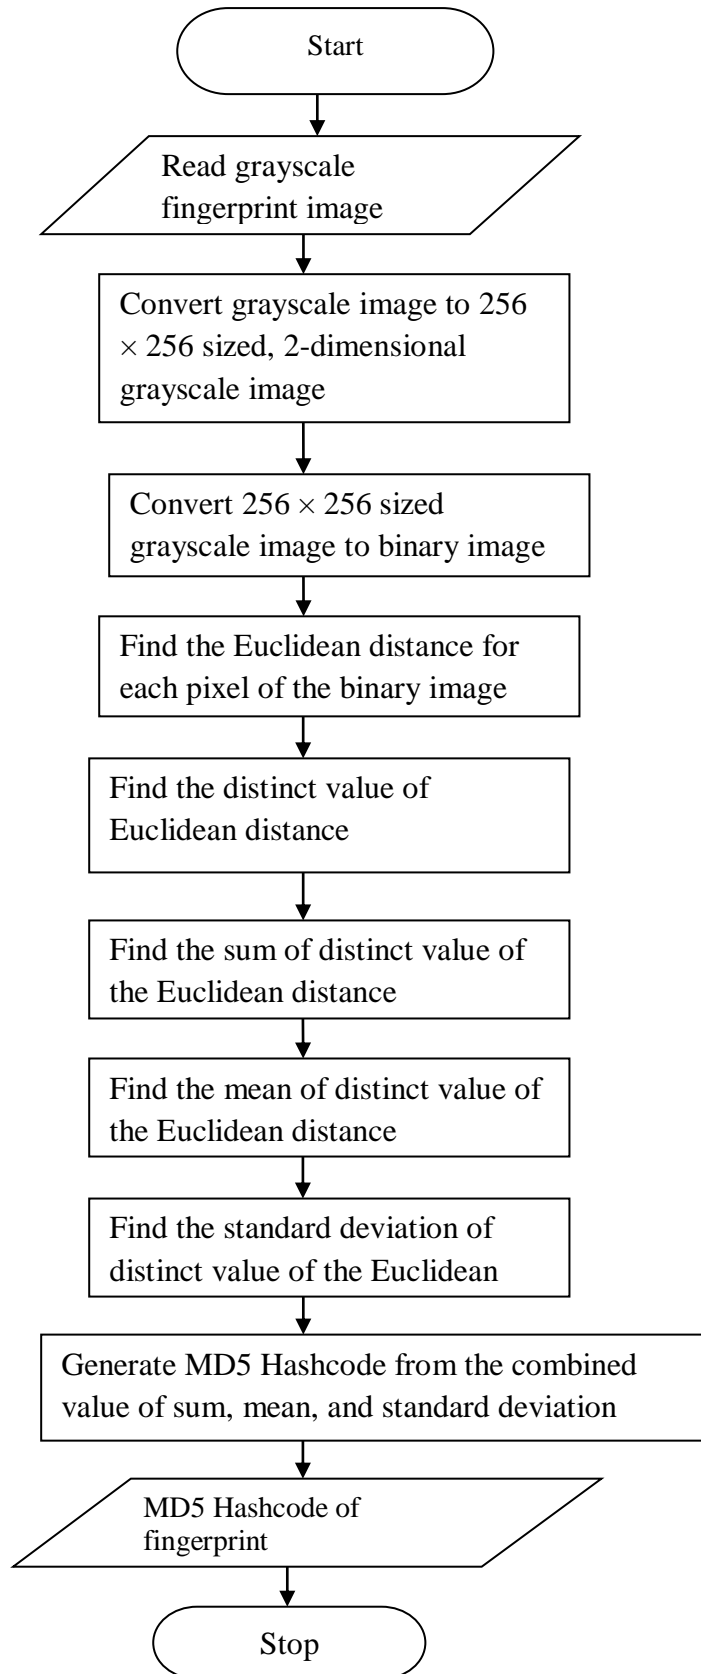 Start
Read grayscale
fingerprint image
Convert grayscale image to 256
× 256 sized, 2-dimensional
grayscale image
Convert 256 × 256 sized
grayscale image to binary image
Find the Euclidean distance for
each pixel of the binary image
Find the distinct value of
Euclidean distance
Find the sum of distinct value of
the Euclidean distance
Find the mean of distinct value of
the Euclidean distance
Find the standard deviation of
distinct value of the Euclidean
Generate MD5 Hashcode from the combined
value of sum, mean, and standard deviation
MD5 Hashcode of
fingerprint
Stop